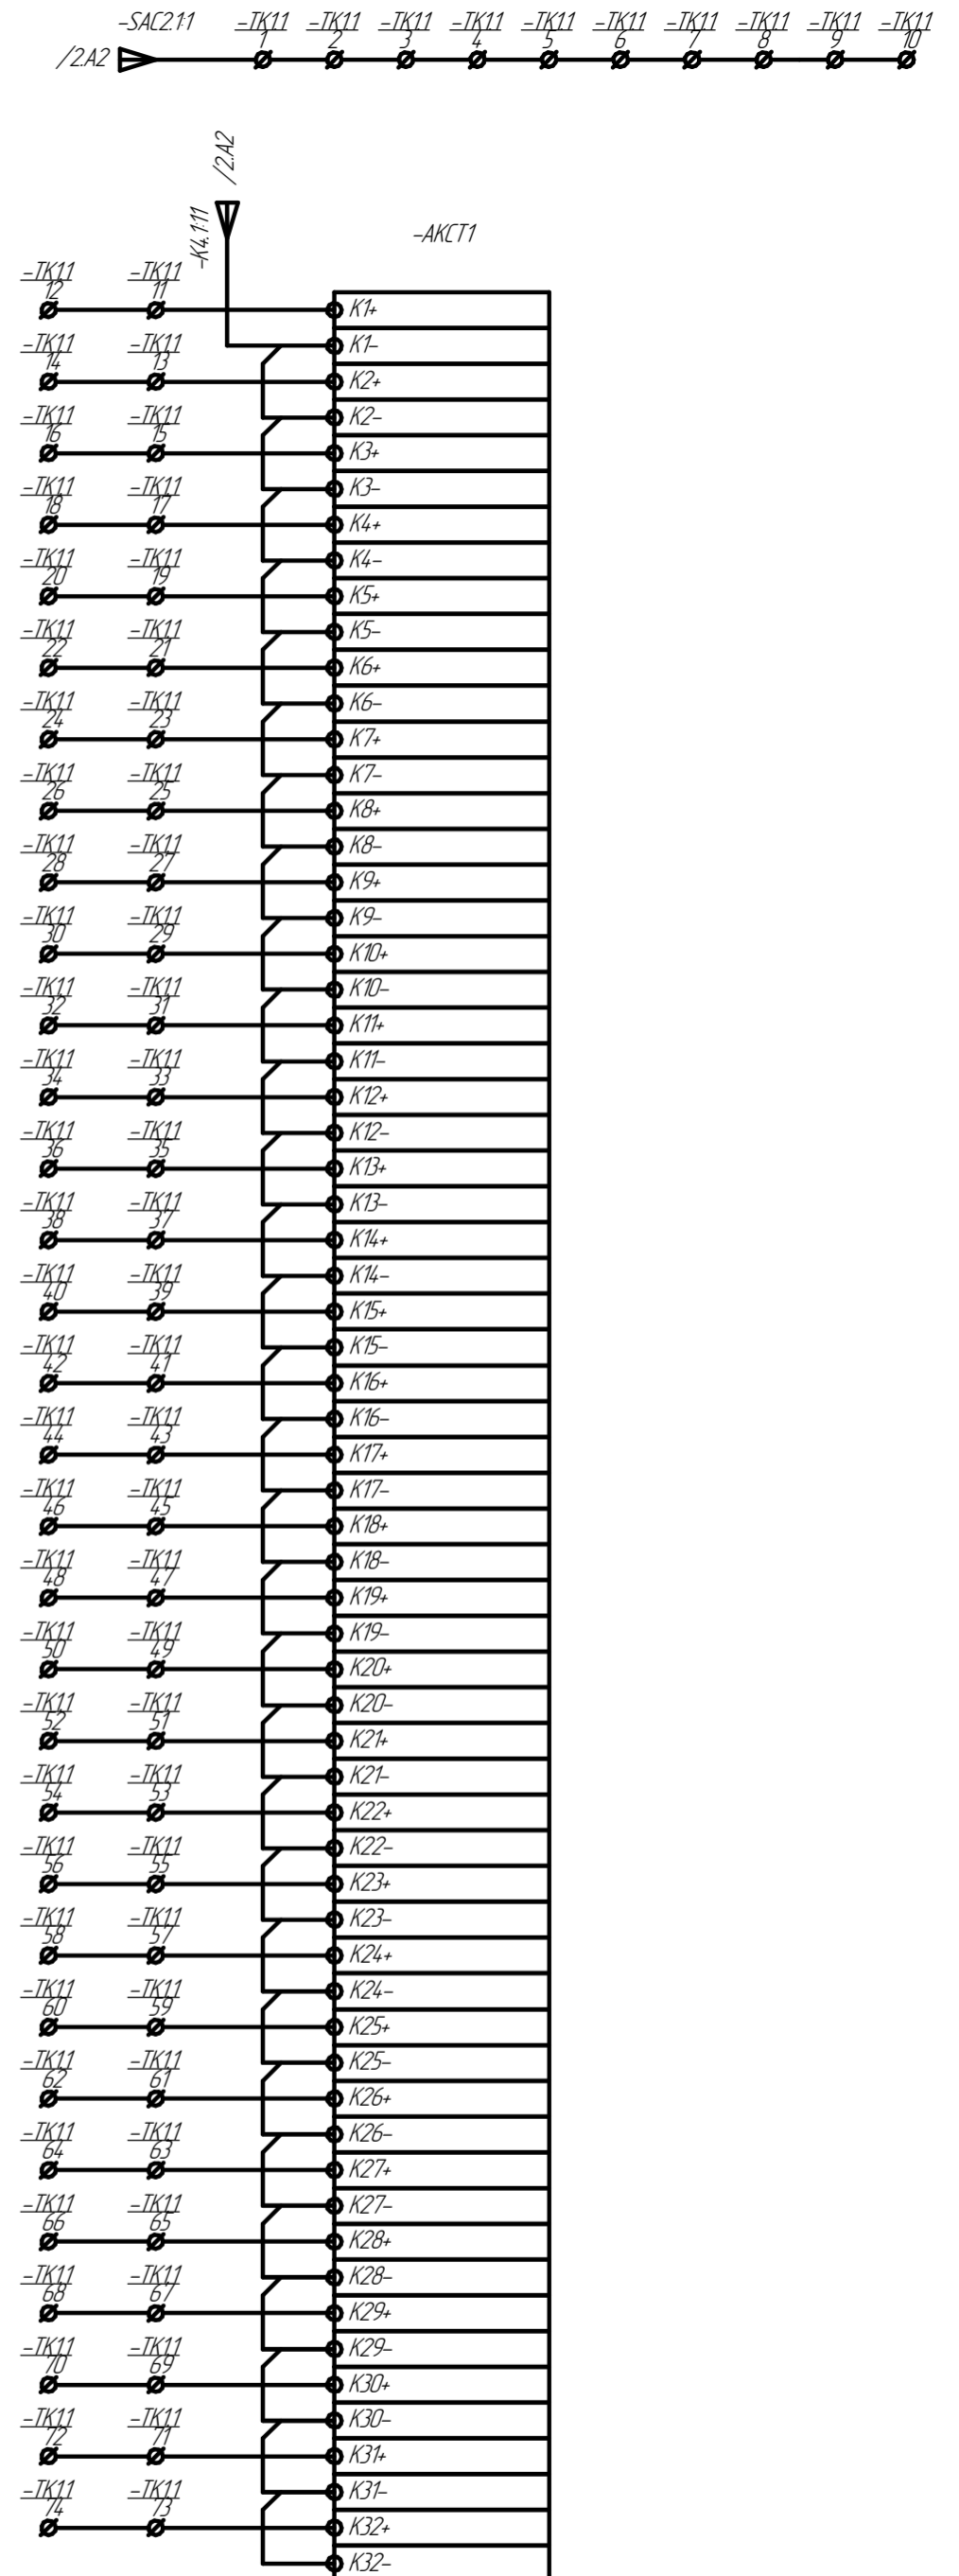 -SAC2.1:1 -TK11 -TK11 -TK11 -TK11 -TK11 -TK11 -TK11 -TK11 -TK11 -TK11
/2.A2 1 2 3 4 5 6 7 8 9 10
/2.A2
-K4.1:11
-AKCT1
-TK11 -TK11
12 11
K1+
K1-
-TK11 -TK11
14 13
K2+
K2-
-TK11 -TK11
16 15
K3+
K3-
-TK11 -TK11
18 17
K4+
K4-
-TK11 -TK11
20 19
K5+
K5-
-TK11 -TK11
22 21
K6+
K6-
-TK11 -TK11
24 23
K7+
K7-
-TK11 -TK11
26 25
K8+
K8-
-TK11 -TK11
28 27
K9+
K9-
-TK11 -TK11
30 29
K10+
K10-
-TK11 -TK11
32 31
K11+
K11-
-TK11 -TK11
34 33
K12+
K12-
-TK11 -TK11
36 35
K13+
K13-
-TK11 -TK11
38 37
K14+
K14-
-TK11 -TK11
40 39
K15+
K15-
-TK11 -TK11
42 41
K16+
K16-
-TK11 -TK11
44 43
K17+
K17-
-TK11 -TK11
46 45
K18+
K18-
-TK11 -TK11
48 47
K19+
K19-
-TK11 -TK11
50 49
K20+
K20-
-TK11 -TK11
52 51
K21+
K21-
-TK11 -TK11
54 53
K22+
K22-
-TK11 -TK11
56 55
K23+
K23-
-TK11 -TK11
58 57
K24+
K24-
-TK11 -TK11
60 59
K25+
K25-
-TK11 -TK11
62 61
K26+
K26-
-TK11 -TK11
64 63
K27+
K27-
-TK11 -TK11
66 65
K28+
K28-
-TK11 -TK11
68 67
K29+
K29-
-TK11 -TK11
70 69
K30+
K30-
-TK11 -TK11
72 71
K31+
K31-
-TK11 -TK11
74 73
K32+
K32-